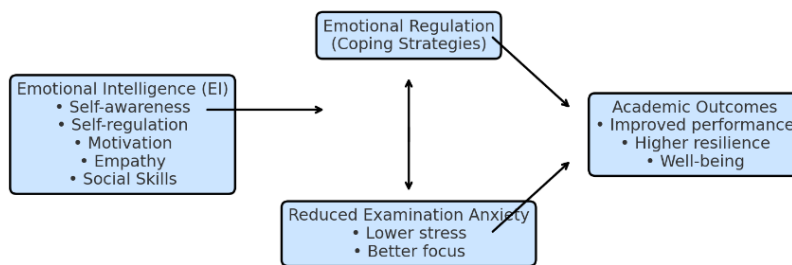 Emotional Regulation
(Coping Strategies)
Emotional Intelligence (EI)
• Self-awareness
• Self-regulation
• Motivation
• Empathy
• Social Skills
Academic Outcomes
• Improved performance
• Higher resilience
• Well-being
Reduced Examination Anxiety
• Lower stress
• Better focus